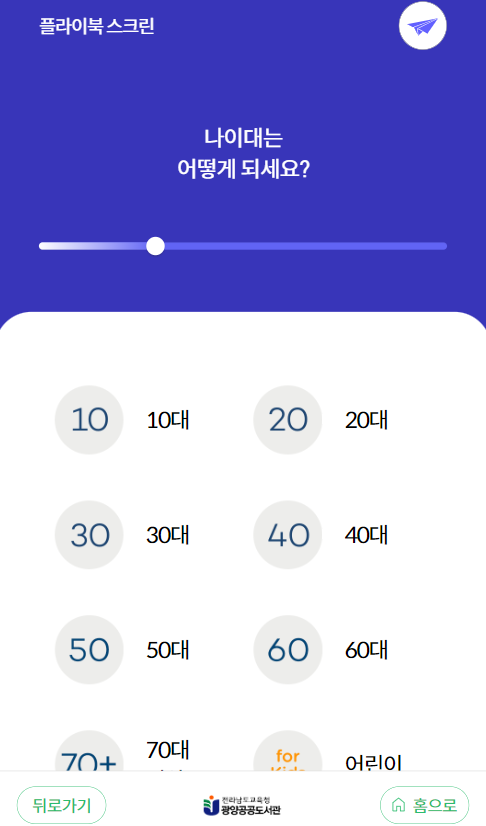 플라이북 스크린
나이대는
어떻게 되세요?
10 10대 20 20대
30 30대 40 40대
50 50대 60 60대
70+ 70대 for 어린이
Kids
뒤로가기 전라남도교육청 홈으로
광양공공도서관